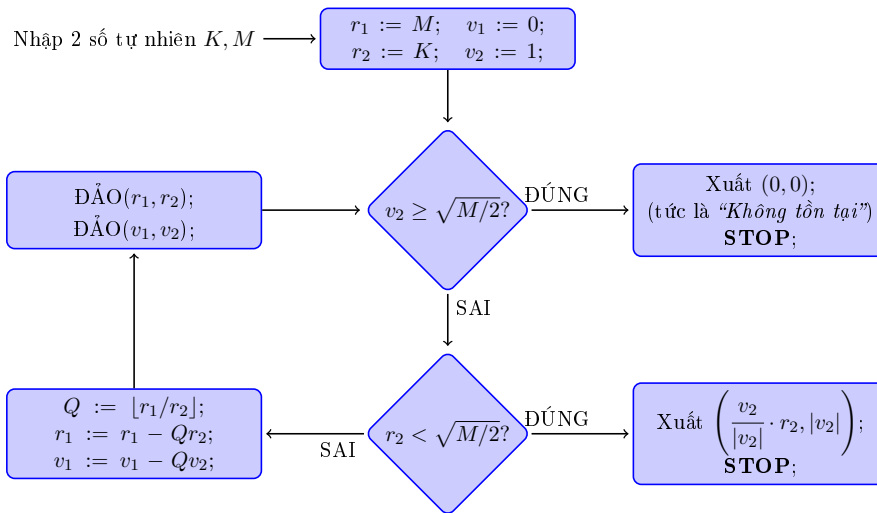 Nhập 2 số tự nhiên K, M
r₁ := M; v₁ := 0;
r₂ := K; v₂ := 1;
ĐẢO(r₁, r₂);
ĐẢO(v₁, v₂);
v₂ ≥ √(M/2)?
ĐÚNG
Xuất (0, 0);
(tức là “Không tồn tại”)
STOP;
SAI
Q := ⌊r₁/r₂⌋;
r₁ := r₁ − Qr₂;
v₁ := v₁ − Qv₂;
SAI
r₂ < √(M/2)?
ĐÚNG
Xuất (v₂/|v₂| · r₂, |v₂|);
STOP;